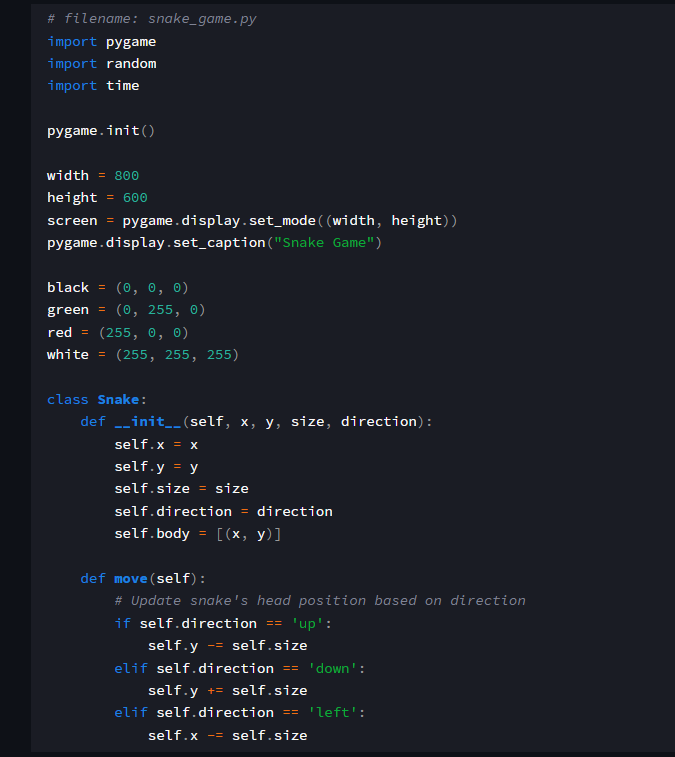 # filename: snake_game.py
import pygame
import random
import time

pygame.init()

width = 800
height = 600
screen = pygame.display.set_mode((width, height))
pygame.display.set_caption("Snake Game")

black = (0, 0, 0)
green = (0, 255, 0)
red = (255, 0, 0)
white = (255, 255, 255)

class Snake:
    def __init__(self, x, y, size, direction):
        self.x = x
        self.y = y
        self.size = size
        self.direction = direction
        self.body = [(x, y)]

    def move(self):
        # Update snake's head position based on direction
        if self.direction == 'up':
            self.y -= self.size
        elif self.direction == 'down':
            self.y += self.size
        elif self.direction == 'left':
            self.x -= self.size